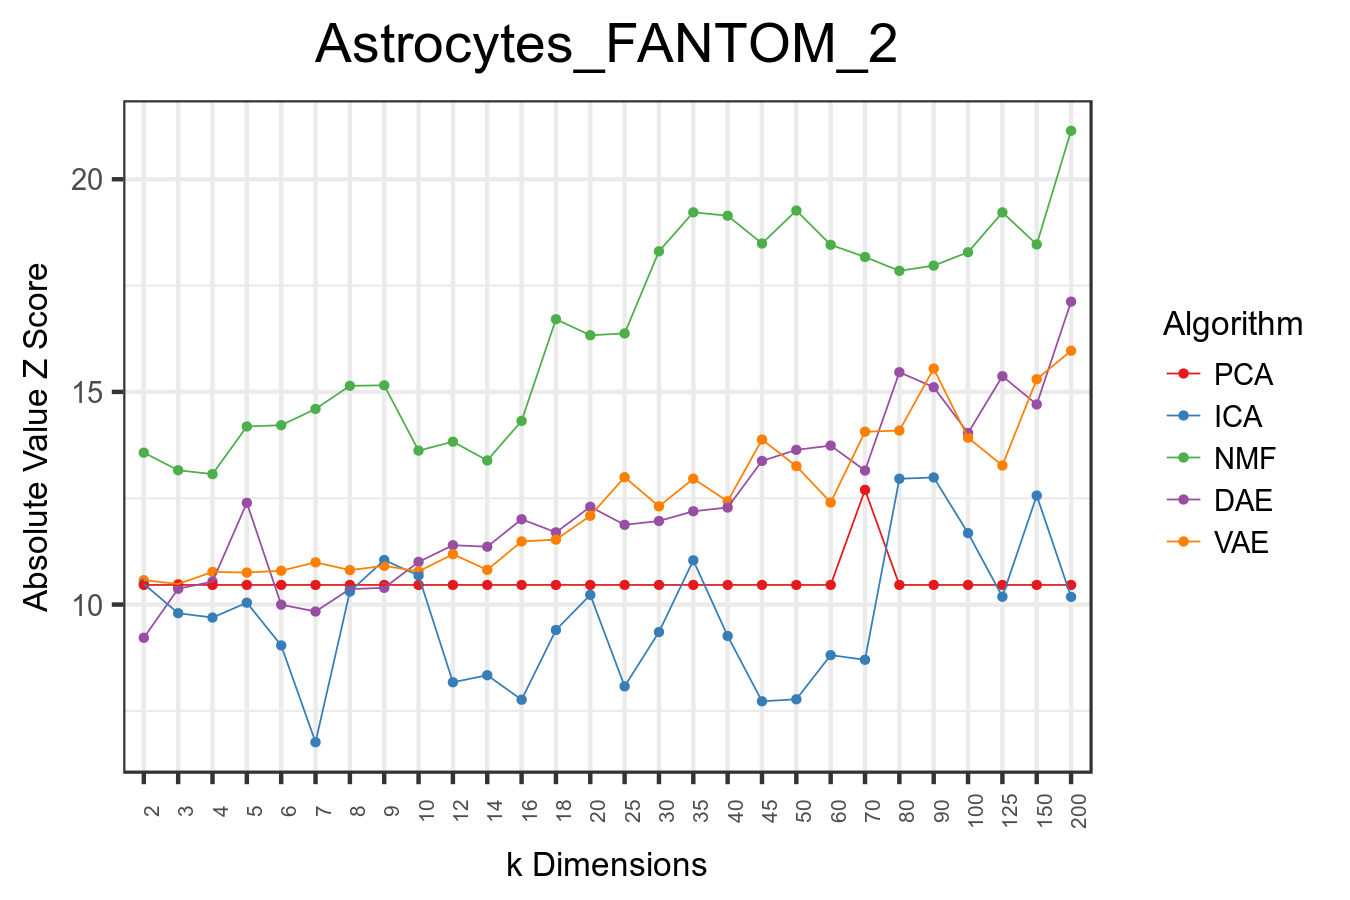 Astrocytes_FANTOM_2
Absolute Value Z Score
20
15
10
2 3 4 5 6 7 8 9 10 12 14 16 18 20 25 30 35 40 45 50 60 70 80 90 100 125 150 200
k Dimensions
Algorithm
PCA
ICA
NMF
DAE
VAE